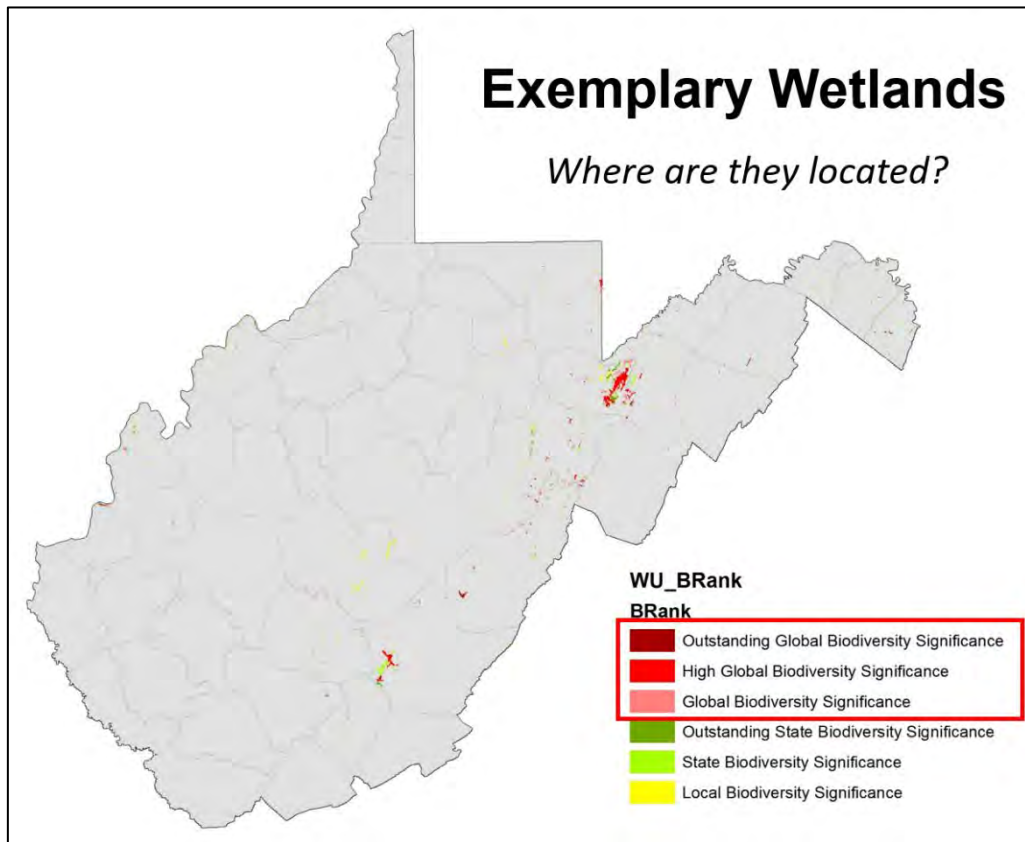 Exemplary Wetlands
Where are they located?
WU_BRank
BRank
Outstanding Global Biodiversity Significance
High Global Biodiversity Significance
Global Biodiversity Significance
Outstanding State Biodiversity Significance
State Biodiversity Significance
Local Biodiversity Significance